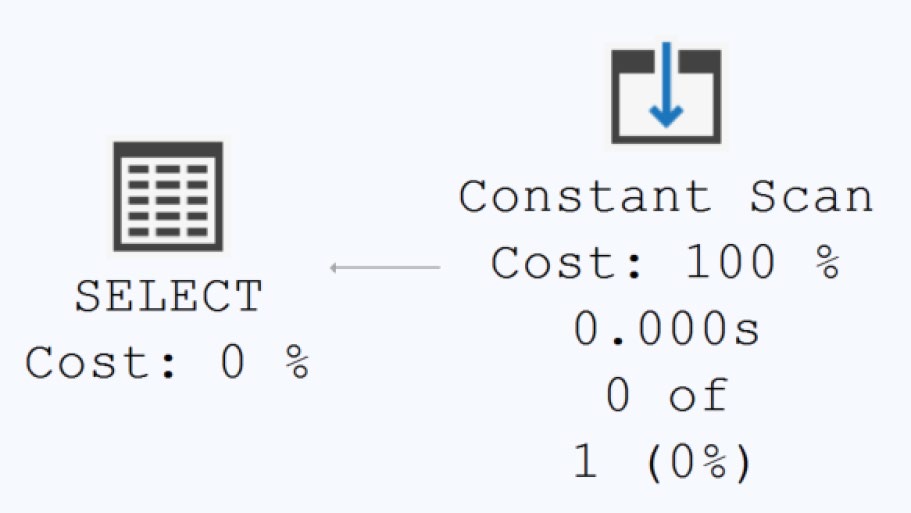 SELECT
Cost: 0 %
Constant Scan
Cost: 100 %
0.000s
0 of
1 (0%)